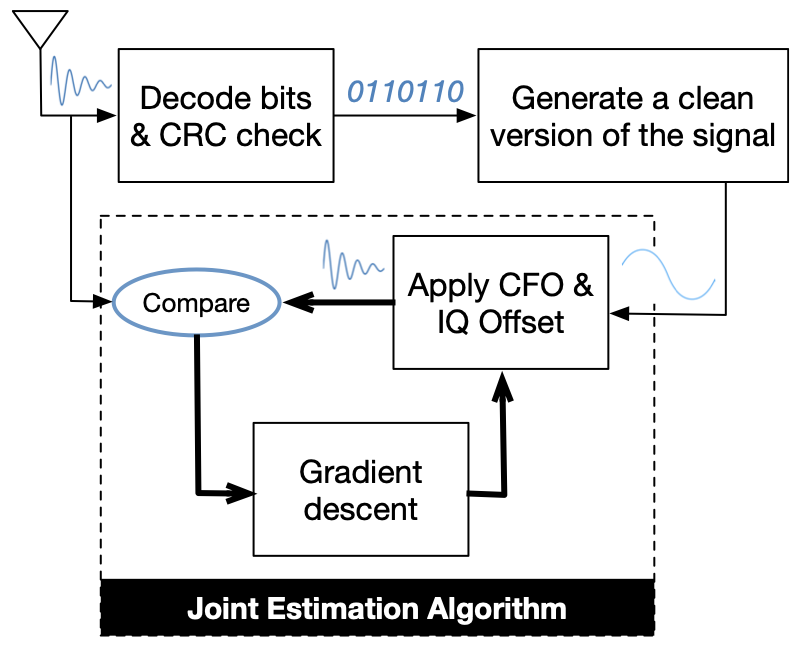 Decode bits
& CRC check
0110110
Generate a clean
version of the signal
Compare
Apply CFO &
IQ Offset
Gradient
descent
Joint Estimation Algorithm